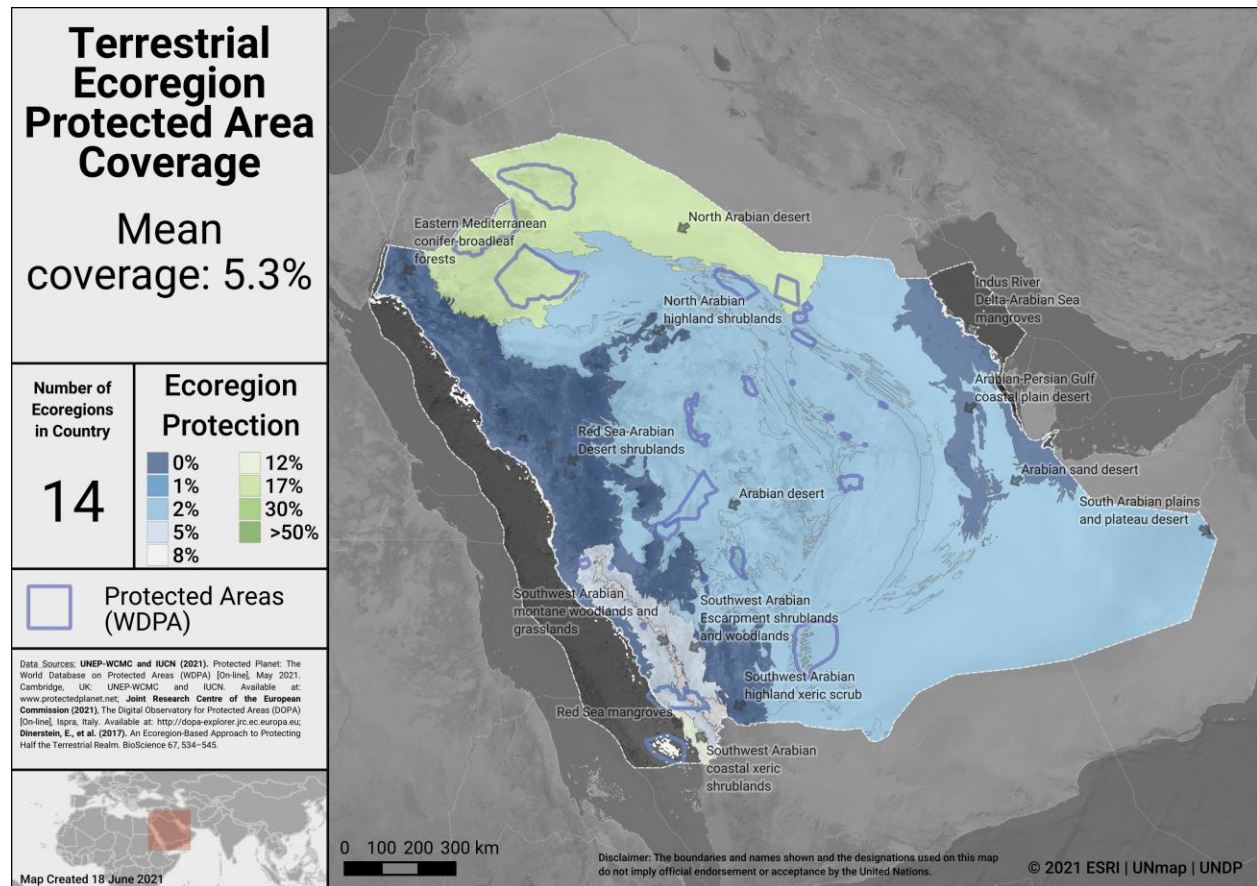 Terrestrial
Ecoregion
Protected Area
Coverage
Mean
coverage: 5.3%
Number of
Ecoregions
in Country
14
Ecoregion
Protection
0%
1%
2%
5%
8%
12%
17%
30%
>50%
Protected Areas
(WDPA)
Data Sources: UNEP-WCMC and IUCN (2021). Protected Planet: The
World Database on Protected Areas (WDPA) [On-line], May 2021.
Cambridge, UK: UNEP-WCMC and IUCN. Available at:
www.protectedplanet.net; Joint Research Centre of the European
Commission (2021), The Digital Observatory for Protected Areas (DOPA)
[On-line], Ispra, Italy. Available at: http://dopa-explorer.jrc.ec.europa.eu;
Dinerstein, E., et al. (2017). An Ecoregion-Based Approach to Protecting
Half the Terrestrial Realm. BioScience 67, 534–545.
Map Created 18 June 2021
Eastern Mediterranean
conifer-broadleaf
forests
North Arabian desert
North Arabian
highland shrublands
Indus River
Delta-Arabian Sea
mangroves
Arabian-Persian Gulf
coastal plain desert
Red Sea-Arabian
Desert shrublands
Arabian desert
Arabian sand desert
South Arabian plains
and plateau desert
Southwest Arabian
montane woodlands and
grasslands
Southwest Arabian
Escarpment shrublands
and woodlands
Southwest Arabian
highland xeric scrub
Red Sea mangroves
Southwest Arabian
coastal xeric
shrublands
0 100 200 300 km
Disclaimer: The boundaries and names shown and the designations used on this map
do not imply official endorsement or acceptance by the United Nations.
© 2021 ESRI | UNmap | UNDP